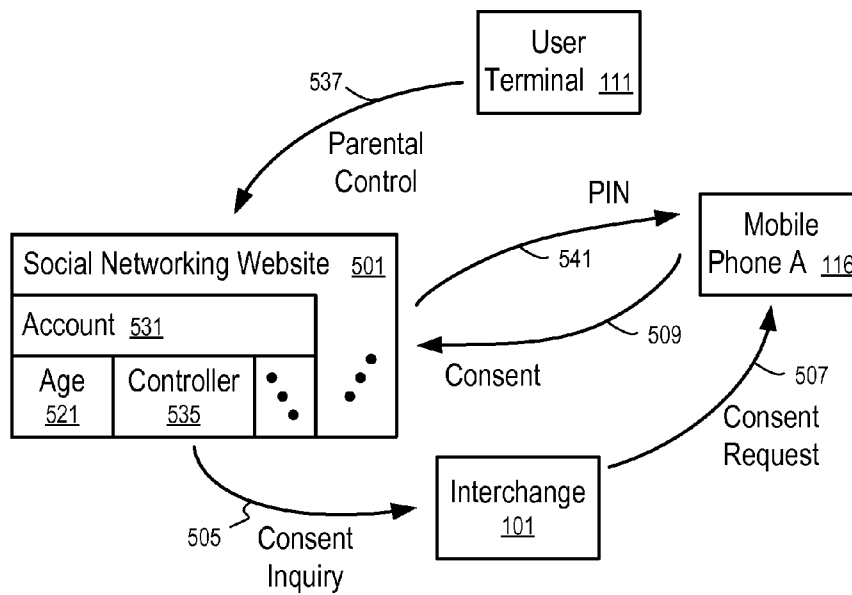 User
Terminal 111
537
Parental
Control
PIN
Mobile
Phone A 116
541
Social Networking Website 501
Account 531
Age
521
Controller
535
509
Consent
507
Consent
Request
Interchange
101
505
Consent
Inquiry